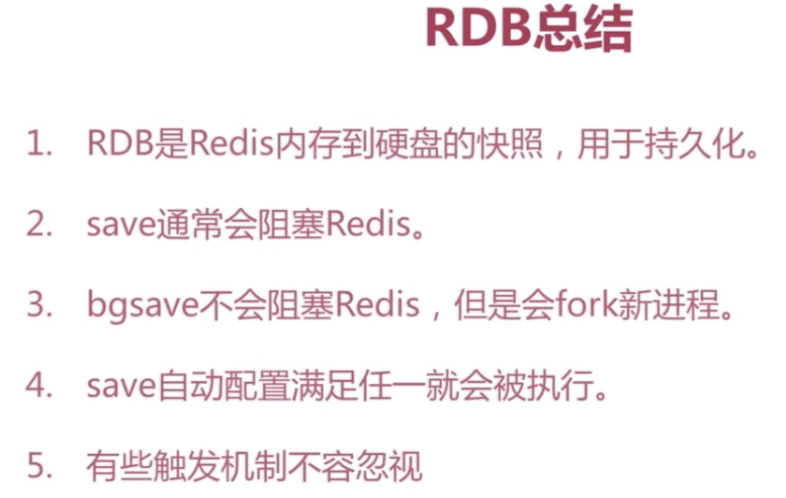 RDB总结
1. RDB是Redis内存到硬盘的快照，用于持久化。
2. save通常会阻塞Redis。
3. bgsave不会阻塞Redis，但是会fork新进程。
4. save自动配置满足任一就会被执行。
5. 有些触发机制不容忽视